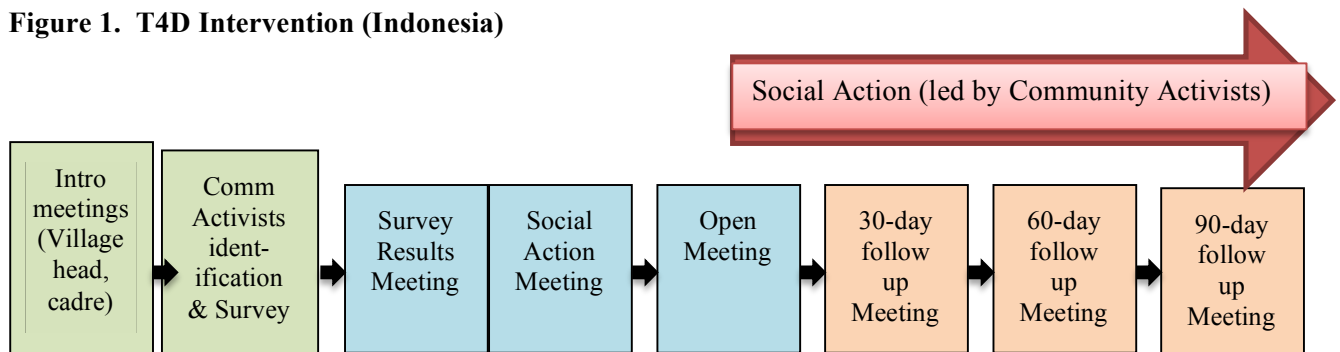 Figure 1.  T4D Intervention (Indonesia)
Social Action (led by Community Activists)
Intro
meetings
(Village
head,
cadre)
Comm
Activists
ident-
ification
& Survey
Survey
Results
Meeting
Social
Action
Meeting
Open
Meeting
30-day
follow
up
Meeting
60-day
follow
up
Meeting
90-day
follow
up
Meeting